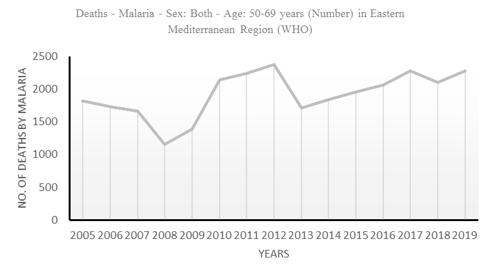 Deaths - Malaria - Sex: Both - Age: 50-69 years (Number) in Eastern
Mediterranean Region (WHO)
NO. OF DEATHS BY MALARIA
2500
2000
1500
1000
500
0
2005 2006 2007 2008 2009 2010 2011 2012 2013 2014 2015 2016 2017 2018 2019
YEARS